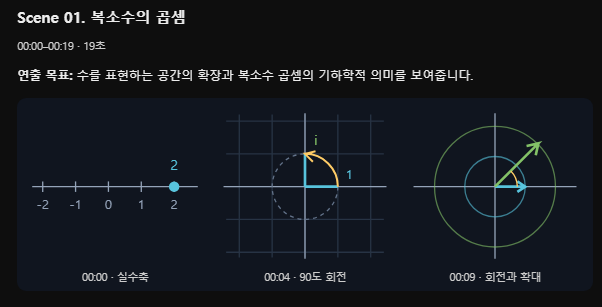 Scene 01. 복소수의 곱셈
00:00–00:19 · 19초
연출 목표: 수를 표현하는 공간의 확장과 복소수 곱셈의 기하학적 의미를 보여줍니다.
2
-2 -1 0 1 2
00:00 · 실수축
i
1
00:04 · 90도 회전
00:09 · 회전과 확대